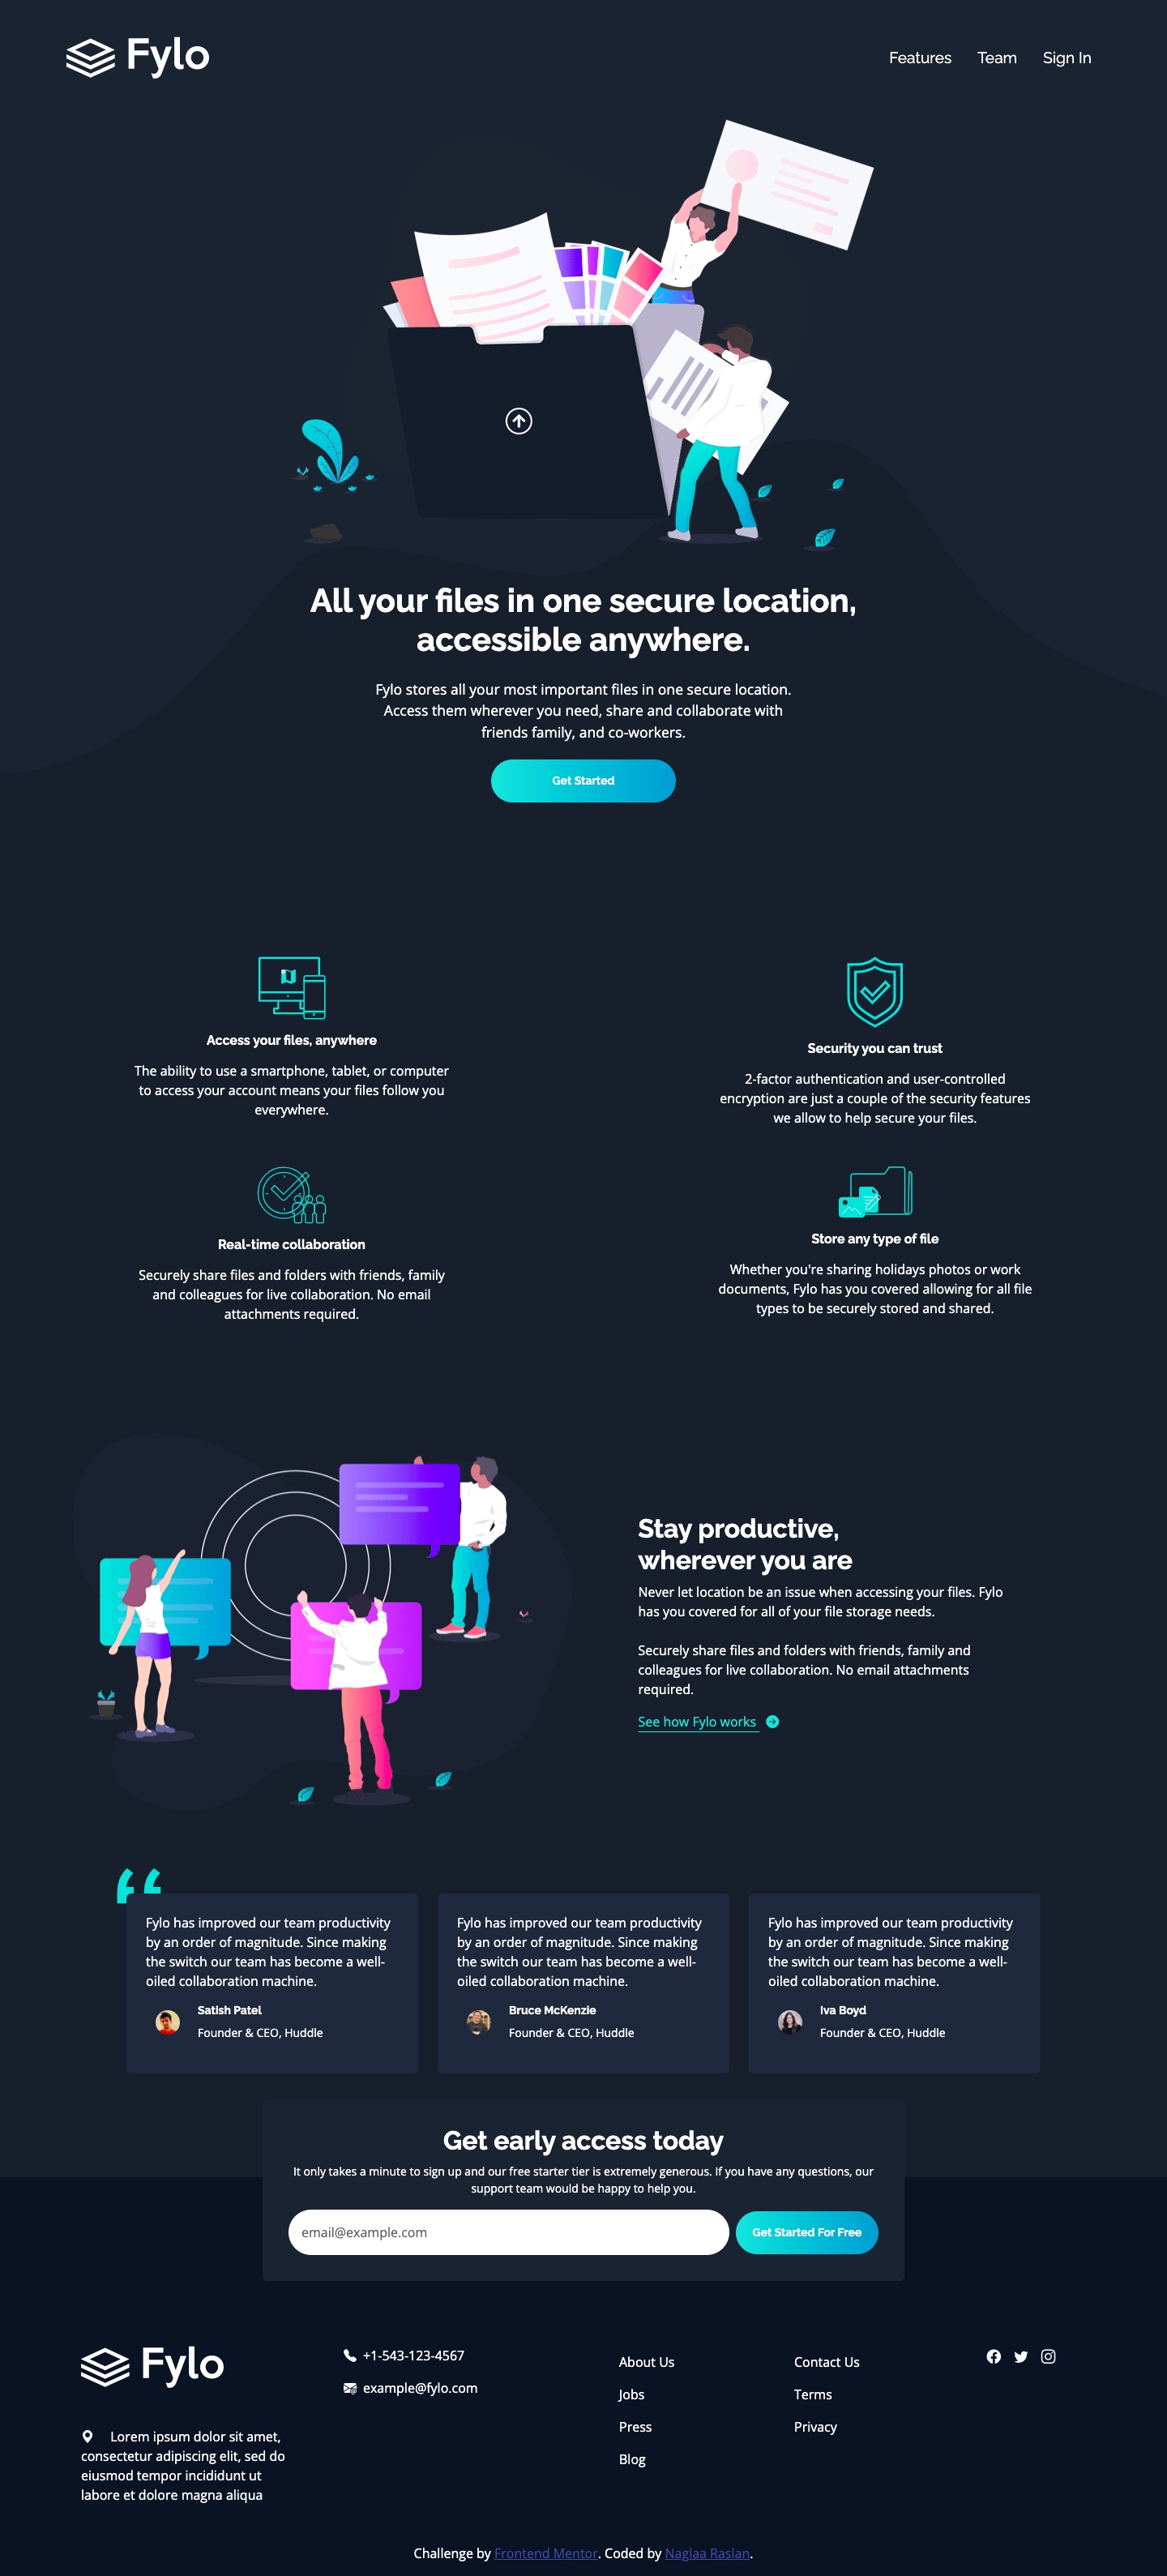 Fylo
Features Team Sign In
All your files in one secure location,
accessible anywhere.
Fylo stores all your most important files in one secure location.
Access them wherever you need, share and collaborate with
friends family, and co-workers.
Get Started
Access your files, anywhere
The ability to use a smartphone, tablet, or computer
to access your account means your files follow you
everywhere.
Security you can trust
2-factor authentication and user-controlled
encryption are just a couple of the security features
we allow to help secure your files.
Real-time collaboration
Securely share files and folders with friends, family
and colleagues for live collaboration. No email
attachments required.
Store any type of file
Whether you're sharing holidays photos or work
documents, Fylo has you covered allowing for all file
types to be securely stored and shared.
Stay productive,
wherever you are
Never let location be an issue when accessing your files. Fylo
has you covered for all of your file storage needs.
Securely share files and folders with friends, family and
colleagues for live collaboration. No email attachments
required.
See how Fylo works
“
Fylo has improved our team productivity
by an order of magnitude. Since making
the switch our team has become a well-
oiled collaboration machine.
Satish Patel
Founder & CEO, Huddle
Fylo has improved our team productivity
by an order of magnitude. Since making
the switch our team has become a well-
oiled collaboration machine.
Bruce McKenzie
Founder & CEO, Huddle
Fylo has improved our team productivity
by an order of magnitude. Since making
the switch our team has become a well-
oiled collaboration machine.
Iva Boyd
Founder & CEO, Huddle
Get early access today
It only takes a minute to sign up and our free starter tier is extremely generous. If you have any questions, our
support team would be happy to help you.
email@example.com
Get Started For Free
Fylo
Lorem ipsum dolor sit amet,
consectetur adipiscing elit, sed do
eiusmod tempor incididunt ut
labore et dolore magna aliqua
+1-543-123-4567
example@fylo.com
About Us
Jobs
Press
Blog
Contact Us
Terms
Privacy
Challenge by Frontend Mentor. Coded by Naglaa Raslan.